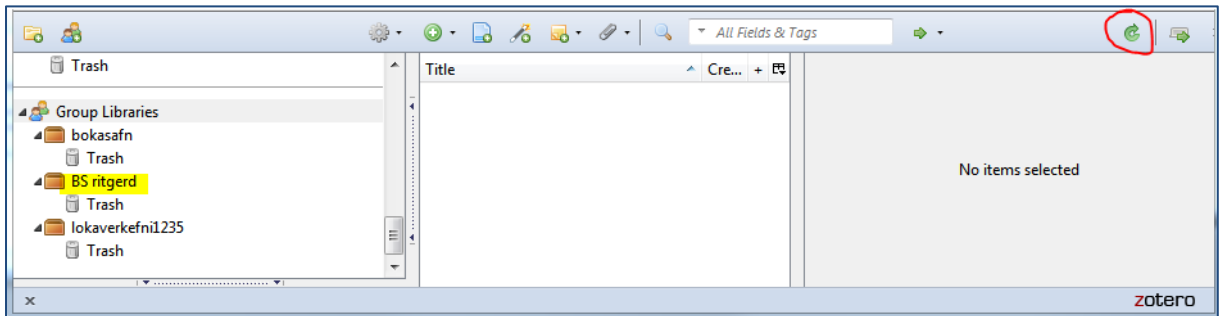 All Fields & Tags
Trash
Title
Cre...
Group Libraries
bokasafn
Trash
BS ritgerd
Trash
lokaverkefni1235
Trash
No items selected
zotero